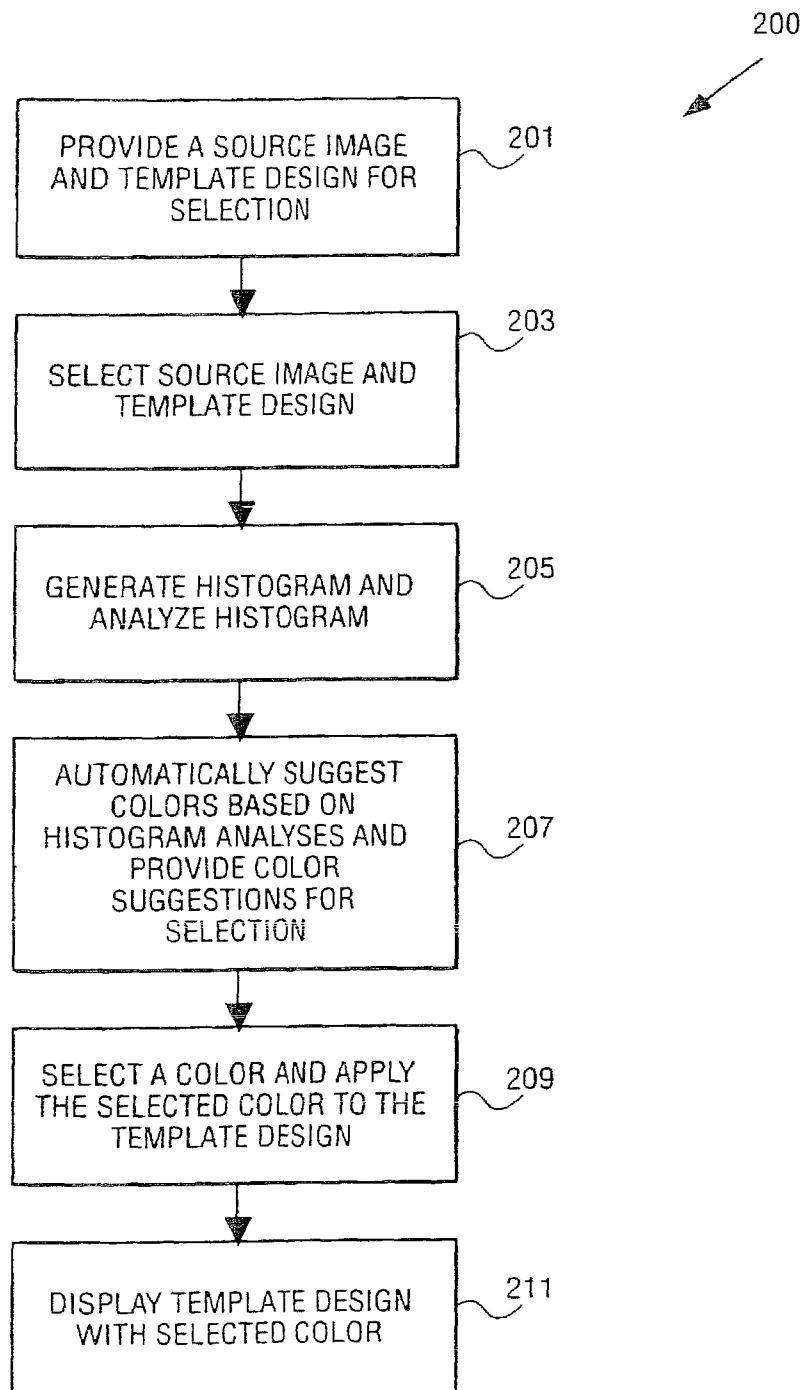 200
PROVIDE A SOURCE IMAGE
AND TEMPLATE DESIGN FOR
SELECTION
201
SELECT SOURCE IMAGE AND
TEMPLATE DESIGN
203
GENERATE HISTOGRAM AND
ANALYZE HISTOGRAM
205
AUTOMATICALLY SUGGEST
COLORS BASED ON
HISTOGRAM ANALYSES AND
PROVIDE COLOR
SUGGESTIONS FOR
SELECTION
207
SELECT A COLOR AND APPLY
THE SELECTED COLOR TO THE
TEMPLATE DESIGN
209
DISPLAY TEMPLATE DESIGN
WITH SELECTED COLOR
211